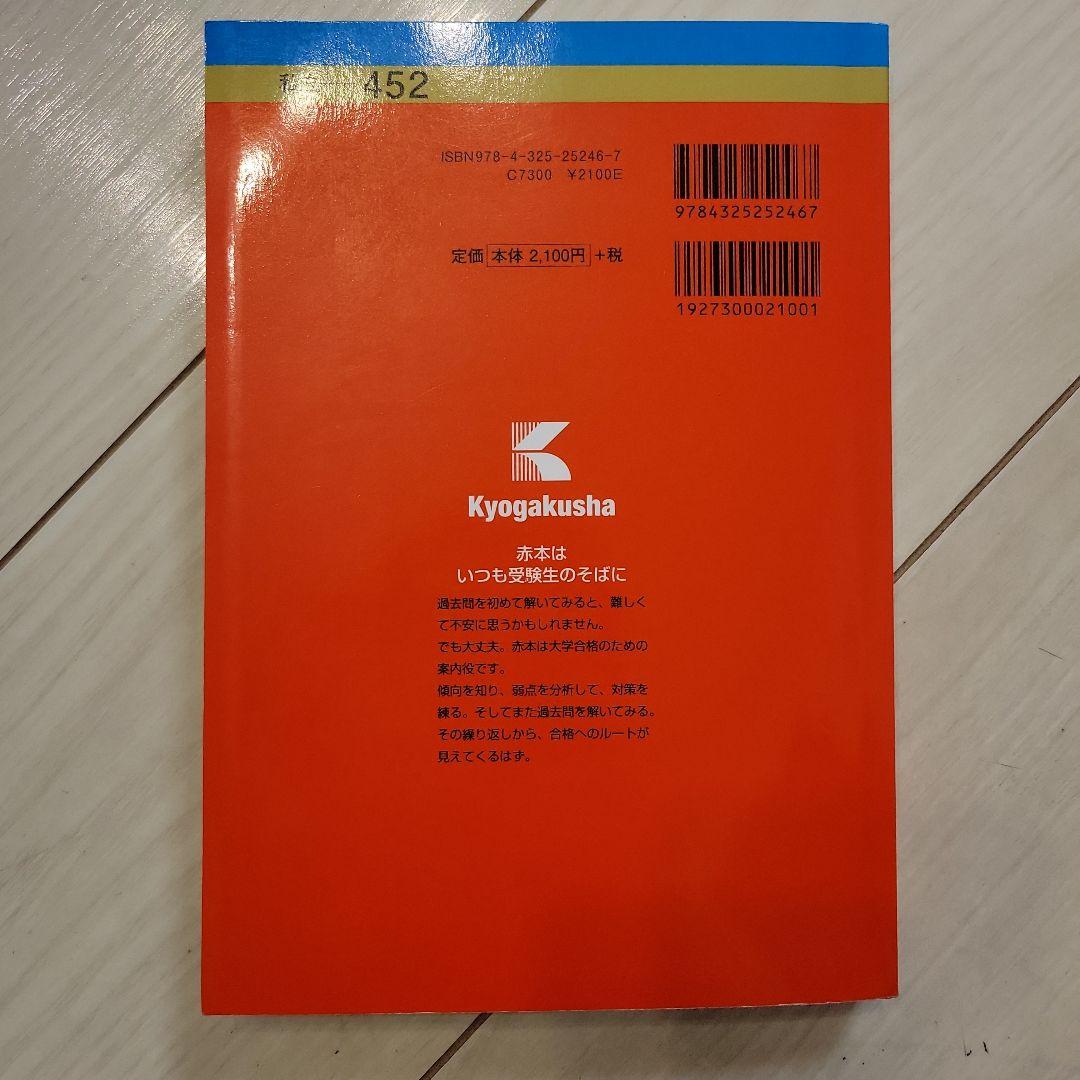 452
ISBN978-4-325-25246-7
C7300 ¥2100E
9784325252467
定価 本体 2,100円 +税
1927300021001
Kyogakusha
赤本は
いつも受験生のそばに
過去問を初めて解いてみると、難しく
て不安に思うかもしれません。
でも大丈夫。赤本は大学合格のための
案内役です。
傾向を知り、弱点を分析して、対策を
練る。そしてまた過去問を解いてみる。
その繰り返しから、合格へのルートが
見えてくるはず。